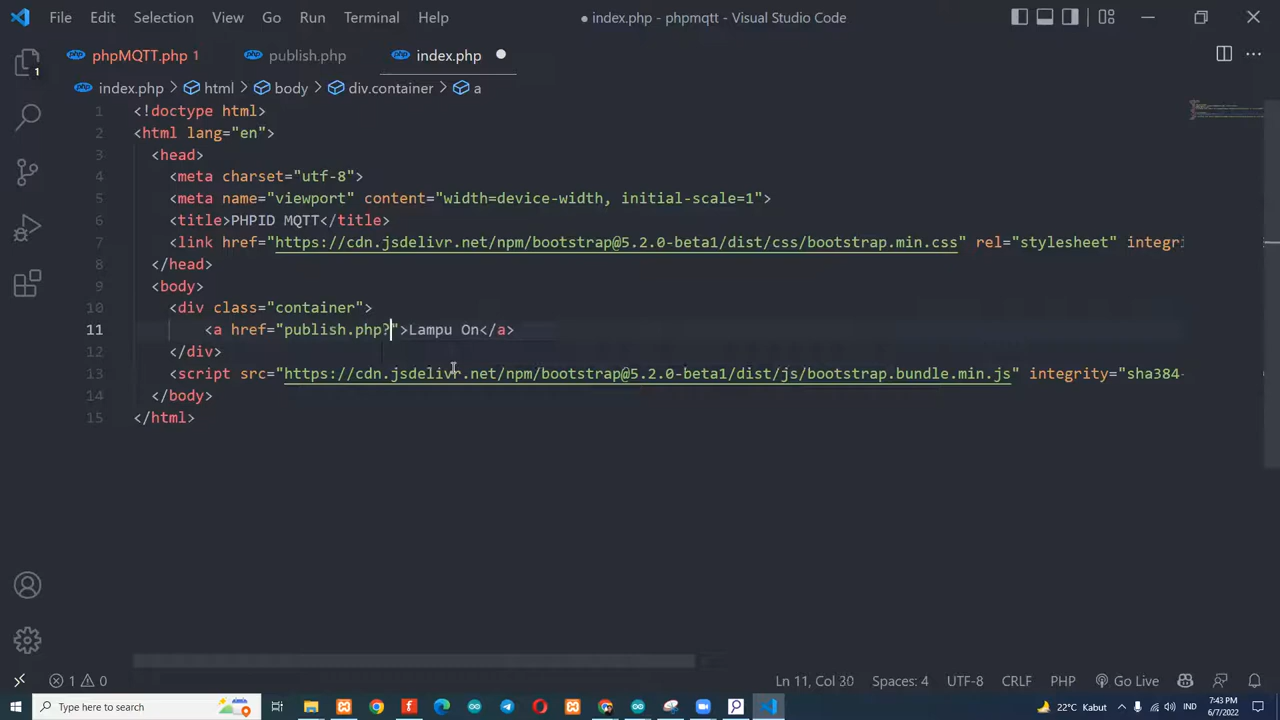 File Edit Selection View Go Run Terminal Help ● index.php - phpmqtt - Visual Studio Code
phpMQTT.php 1 publish.php index.php
index.php > html > body > div.container > a
1 <!doctype html>
2 <html lang="en">
3 <head>
4 <meta charset="utf-8">
5 <meta name="viewport" content="width=device-width, initial-scale=1">
6 <title>PHPID MQTT</title>
7 <link href="https://cdn.jsdelivr.net/npm/bootstrap@5.2.0-beta1/dist/css/bootstrap.min.css" rel="stylesheet" integri
8 </head>
9 <body>
10 <div class="container">
11 <a href="publish.php?">Lampu On</a>
12 </div>
13 <script src="https://cdn.jsdelivr.net/npm/bootstrap@5.2.0-beta1/dist/js/bootstrap.bundle.min.js" integrity="sha384-
14 </body>
15 </html>
1
1 0 Ln 11, Col 30 Spaces: 4 UTF-8 CRLF PHP Go Live
Type here to search 22°C Kabut IND 7:43 PM
6/7/2022